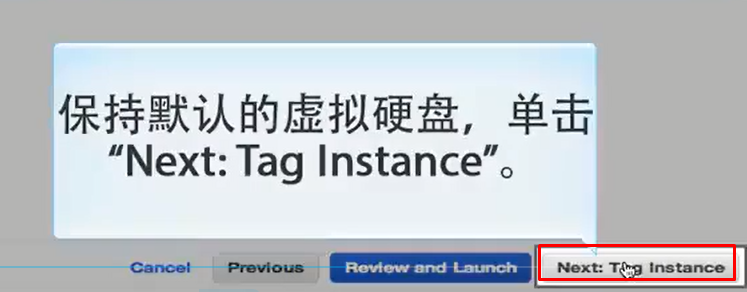 保持默认的虚拟硬盘，单击
“Next: Tag Instance”。
Cancel Previous Review and Launch Next: Tag Instance